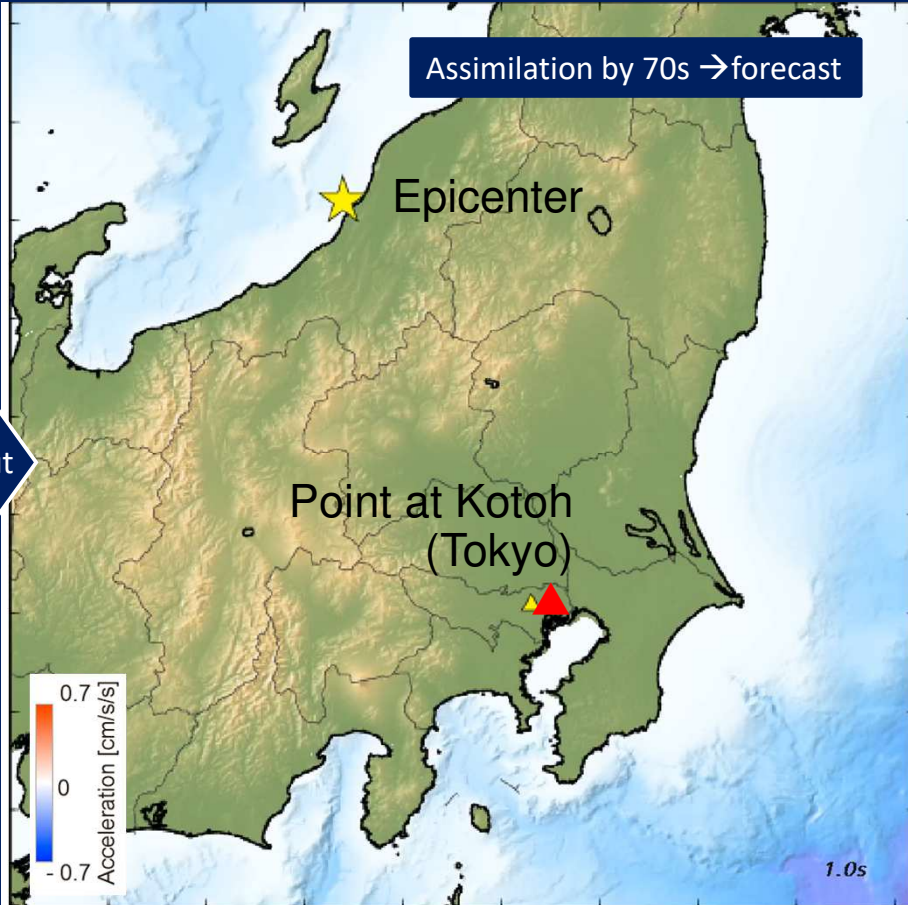 Assimilation by 70s →forecast
Epicenter
Point at Kotoh
(Tokyo)
0.7
0
- 0.7
Acceleration [cm/s/s]
1.0s